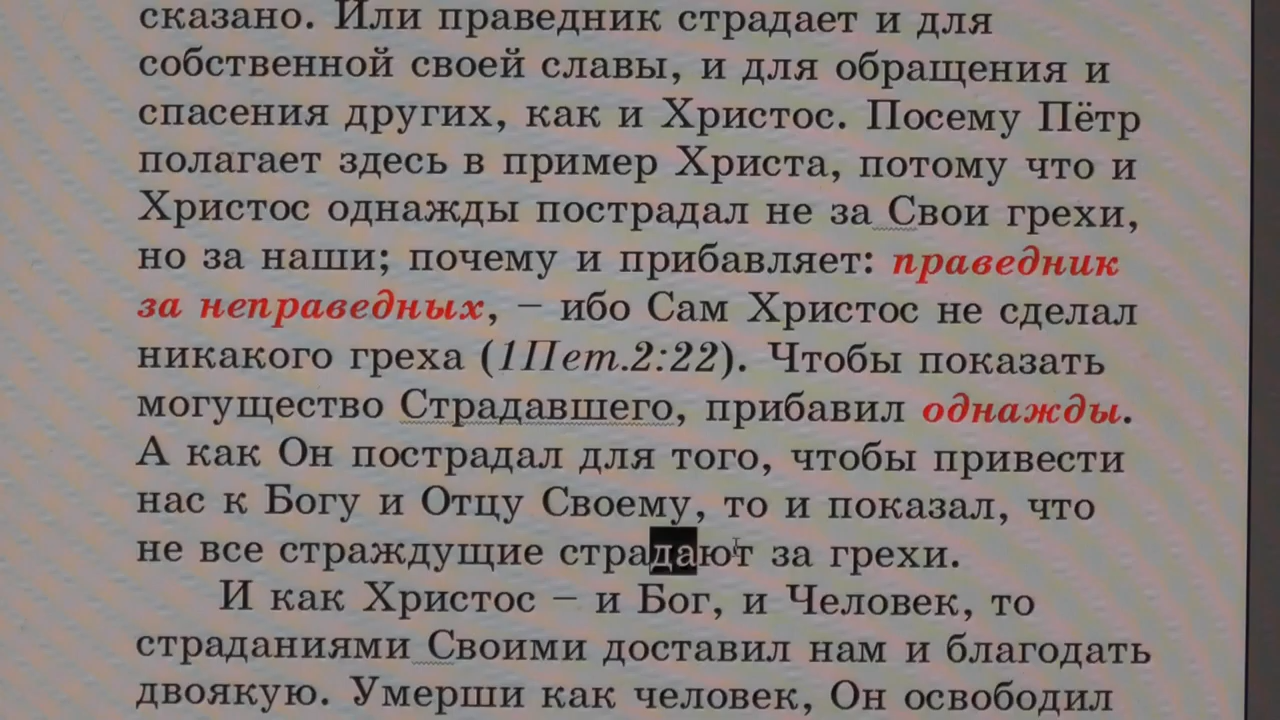 сказано. Или праведник страдает и для
собственной своей славы, и для обращения и
спасения других, как и Христос. Посему Пётр
полагает здесь в пример Христа, потому что и
Христос однажды пострадал не за Свои грехи,
но за наши; почему и прибавляет: праведник
за неправедных, – ибо Сам Христос не сделал
никакого греха (1Пет.2:22). Чтобы показать
могущество Страдавшего, прибавил однажды.
А как Он пострадал для того, чтобы привести
нас к Богу и Отцу Своему, то и показал, что
не все страждущие страдают за грехи.
И как Христос – и Бог, и Человек, то
страданиями Своими доставил нам и благодать
двоякую. Умерши как человек, Он освободил